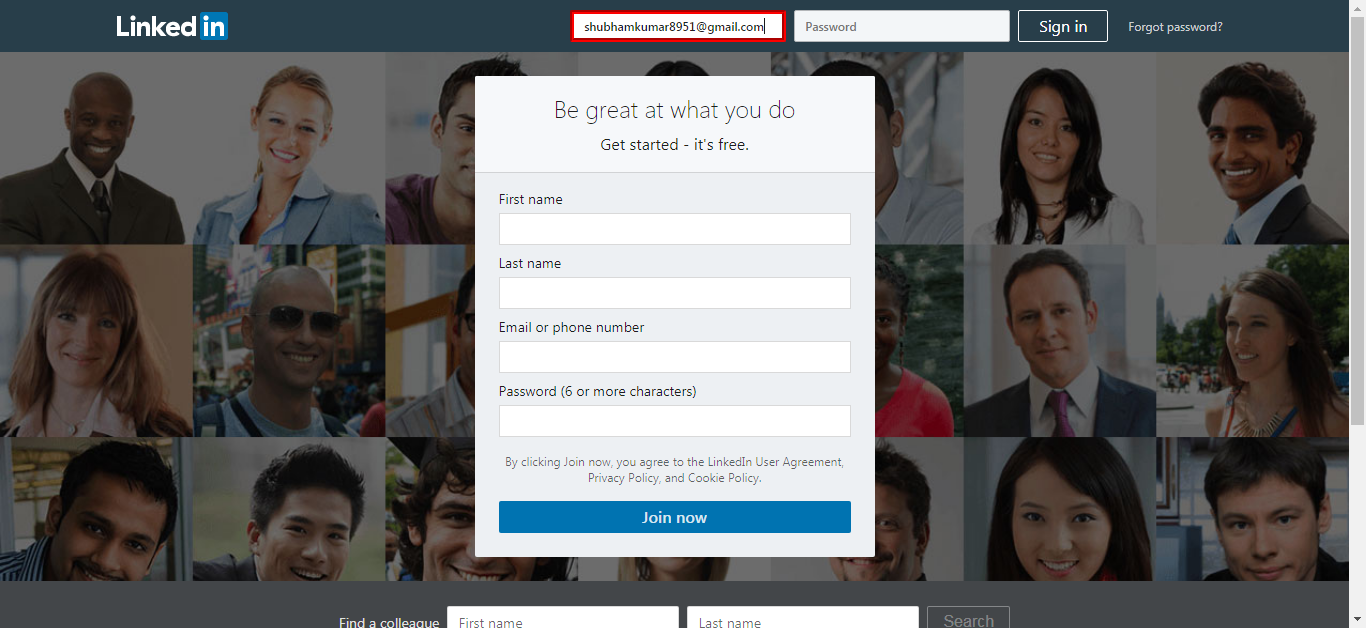 Linked in
shubhamkumar8951@gmail.com
Password
Sign in
Forgot password?
Be great at what you do
Get started - it's free.
First name
Last name
Email or phone number
Password (6 or more characters)
By clicking Join now, you agree to the LinkedIn User Agreement,
Privacy Policy, and Cookie Policy.
Join now
Find a colleague
First name
Last name
Search